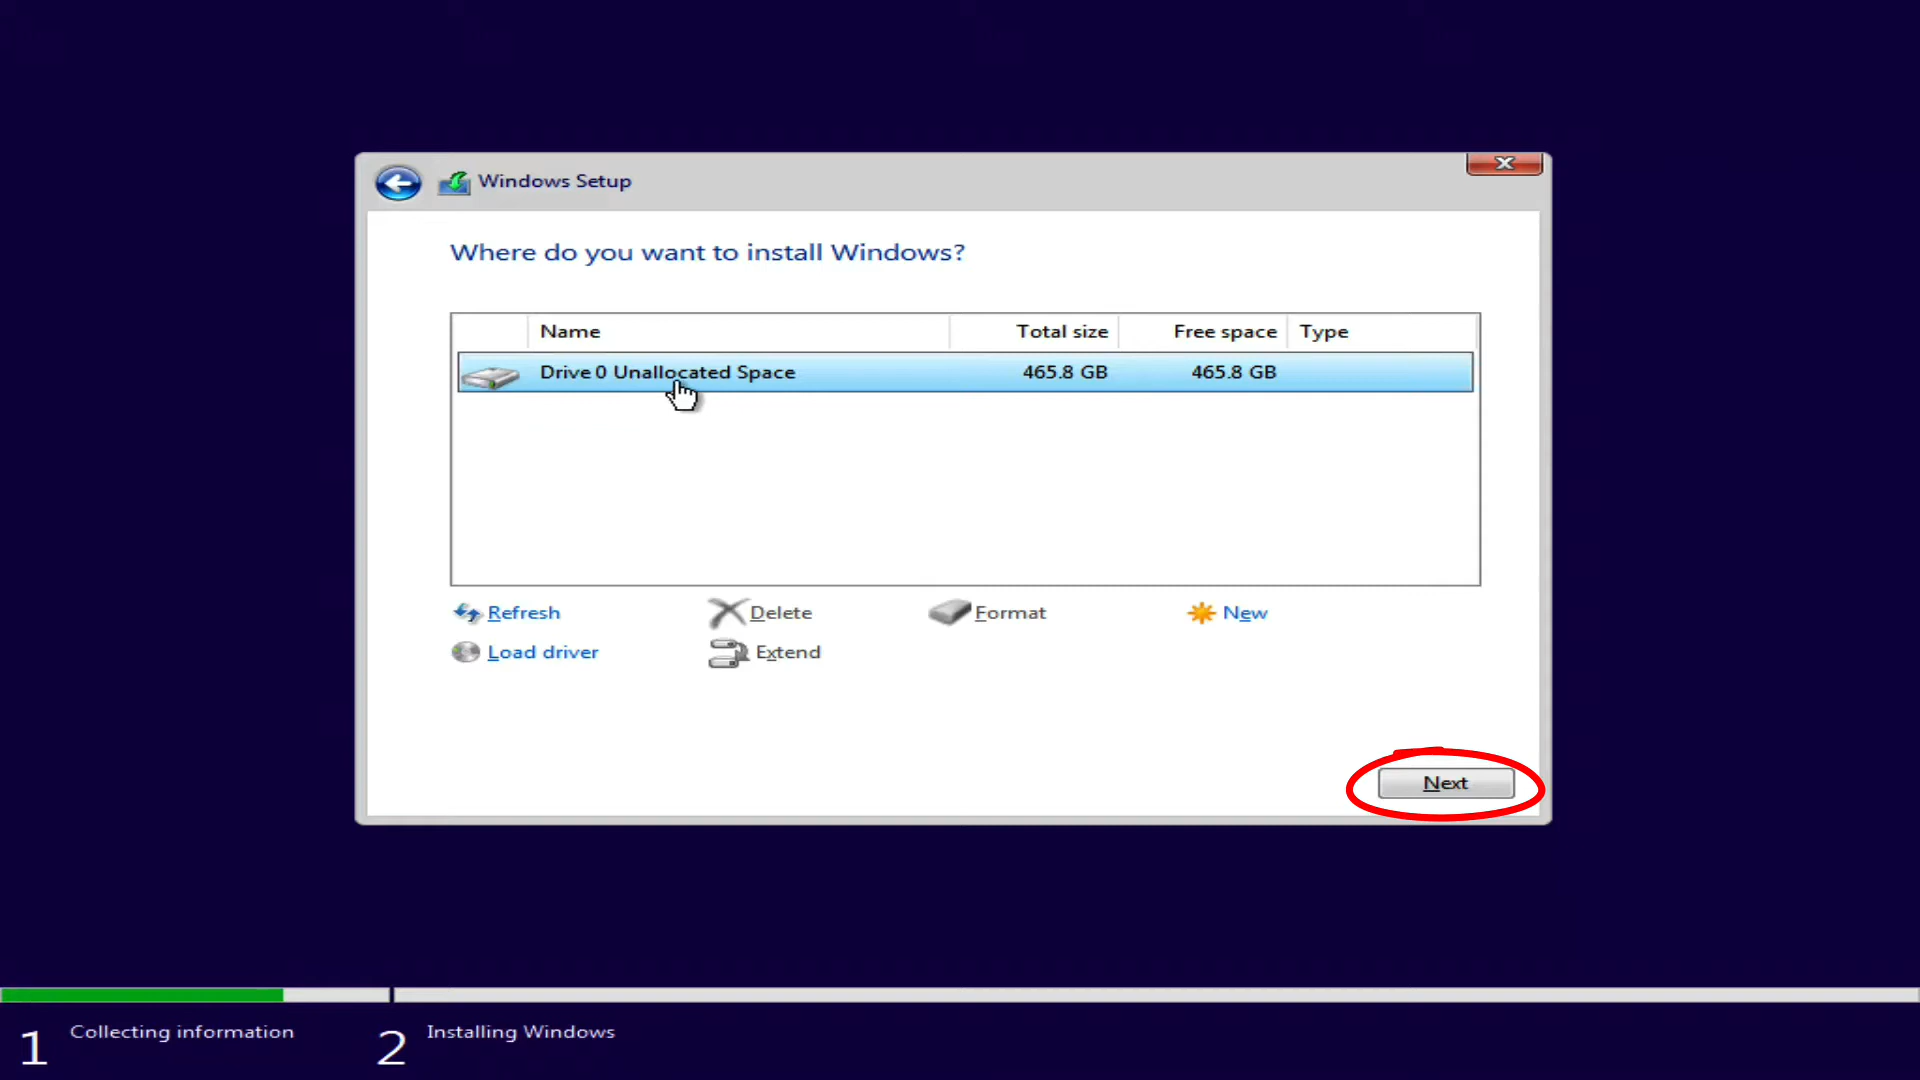 Windows Setup
Where do you want to install Windows?
Name Total size Free space Type
Drive 0 Unallocated Space 465.8 GB 465.8 GB
Refresh Delete Format New
Load driver Extend
Next
1 Collecting information 2 Installing Windows